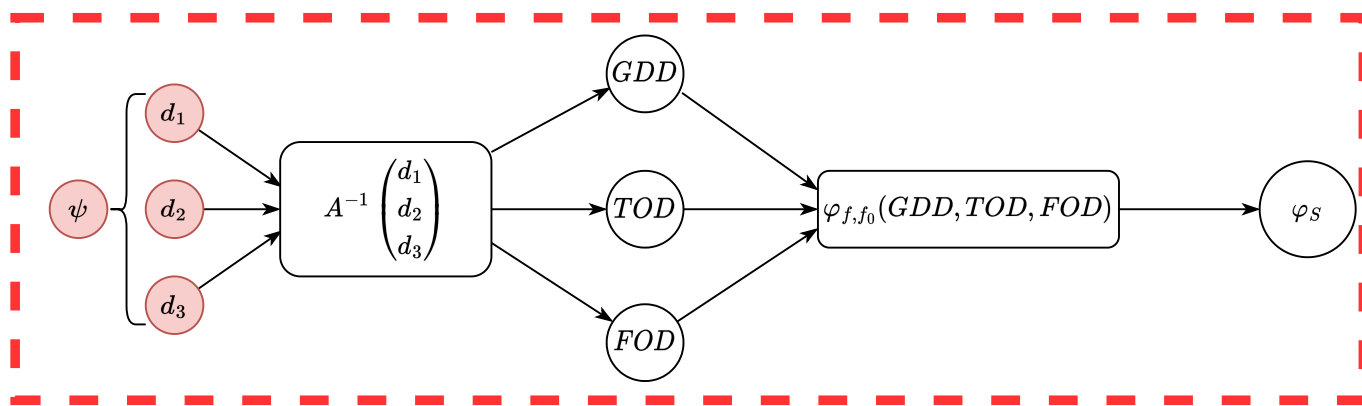 ψ
d₁
d₂
d₃
A⁻¹ (d₁ d₂ d₃)
GDD
TOD
FOD
φ_{f,f₀}(GDD, TOD, FOD)
φ_S